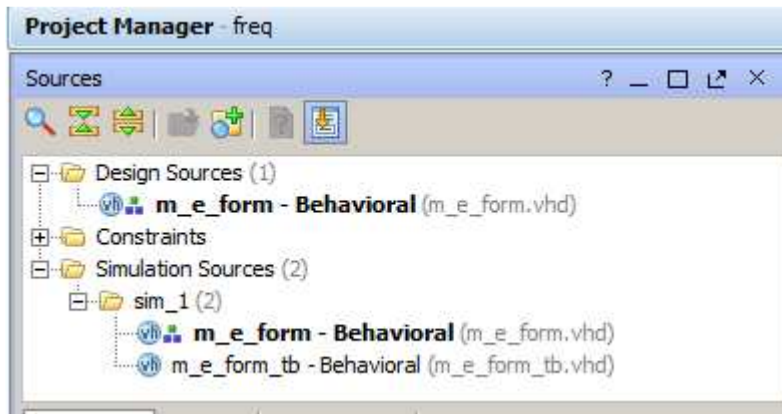 Project Manager - freq
Sources
Design Sources (1)
m_e_form - Behavioral (m_e_form.vhd)
Constraints
Simulation Sources (2)
sim_1 (2)
m_e_form - Behavioral (m_e_form.vhd)
m_e_form_tb - Behavioral (m_e_form_tb.vhd)